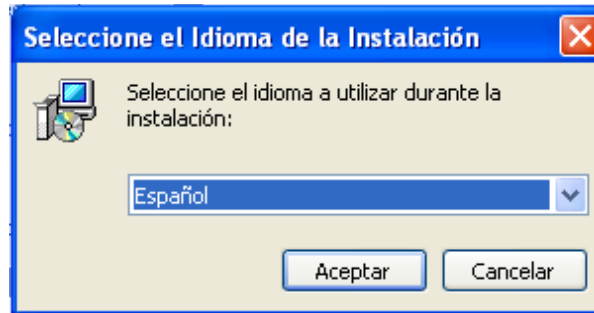 Seleccione el Idioma de la Instalación
Seleccione el idioma a utilizar durante la
instalación:
Español
Aceptar
Cancelar